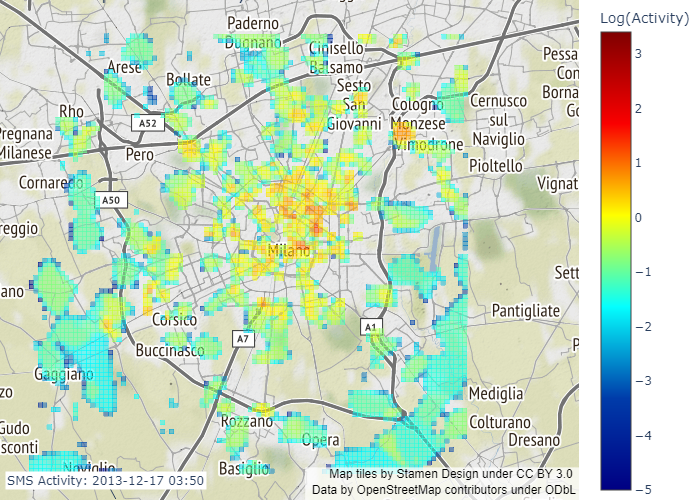 Log(Activity)
Paderno
Dugnano
Cinisello
Balsamo
Arese
Bollate
Sesto
San
Giovanni
Pessa
Con
Borna
Go
Rho
A52
Cologno
Monzese
Cernusco
sul
Naviglio
Pregnana
Milanese
Pero
Vimodrone
Pioltello
Cornaredo
A50
Vignat
reggio
Milano
Sett
ano
Corsico
A7
A1
Pantigliate
Buccinasco
P
Gaggiano
zo
Mediglia
Gudo
sconti
Rozzano
Opera
Colturano
Dresano
Noviglio
Basiglio
SMS Activity: 2013-12-17 03:50
Map tiles by Stamen Design under CC BY 3.0
Data by OpenStreetMap contributors under ODbL
3
2
1
0
−1
−2
−3
−4
−5